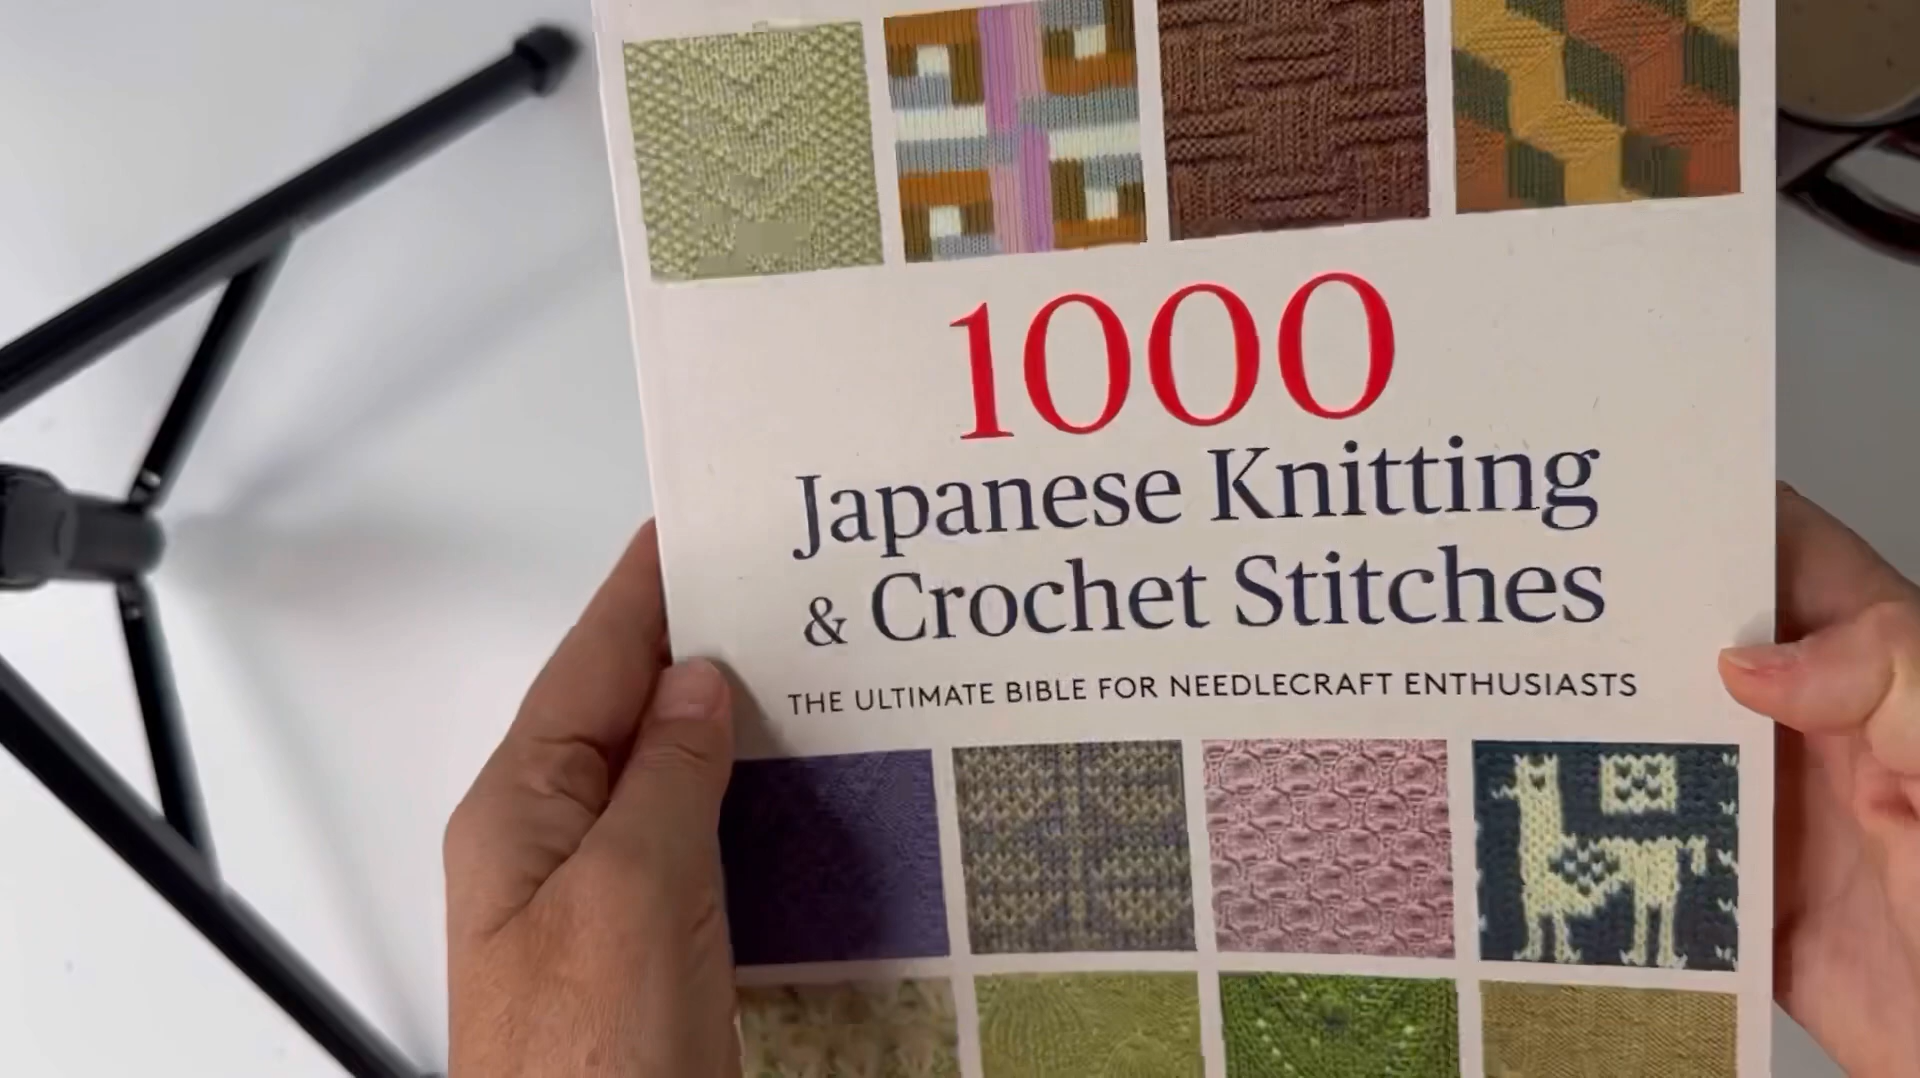 1000
Japanese Knitting
& Crochet Stitches
THE ULTIMATE BIBLE FOR NEEDLECRAFT ENTHUSIASTS